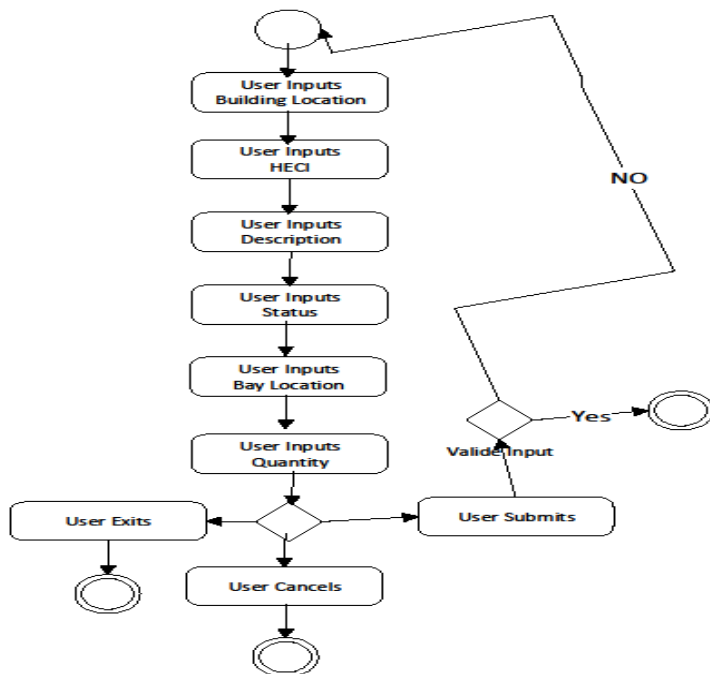 User Inputs
Building Location
User Inputs
HECI
NO
User Inputs
Description
User Inputs
Status
User Inputs
Bay Location
Yes
User Inputs
Quantity
Valide Input
User Exits
User Submits
User Cancels